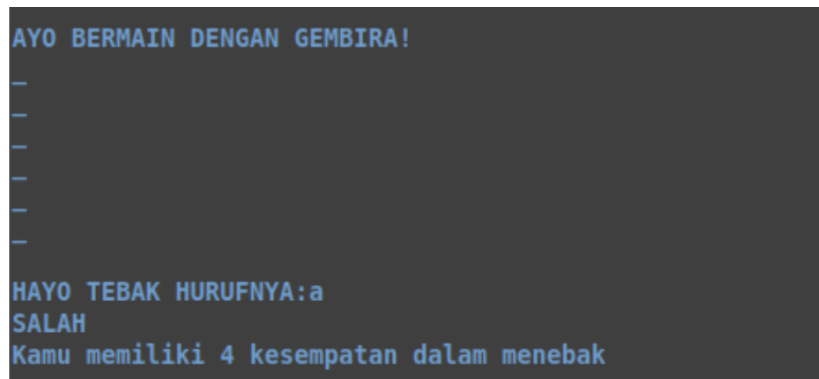 AYO BERMAIN DENGAN GEMBIRA!
_
_
_
_
_
_
HAYO TEBAK HURUFNYA:a
SALAH
Kamu memiliki 4 kesempatan dalam menebak